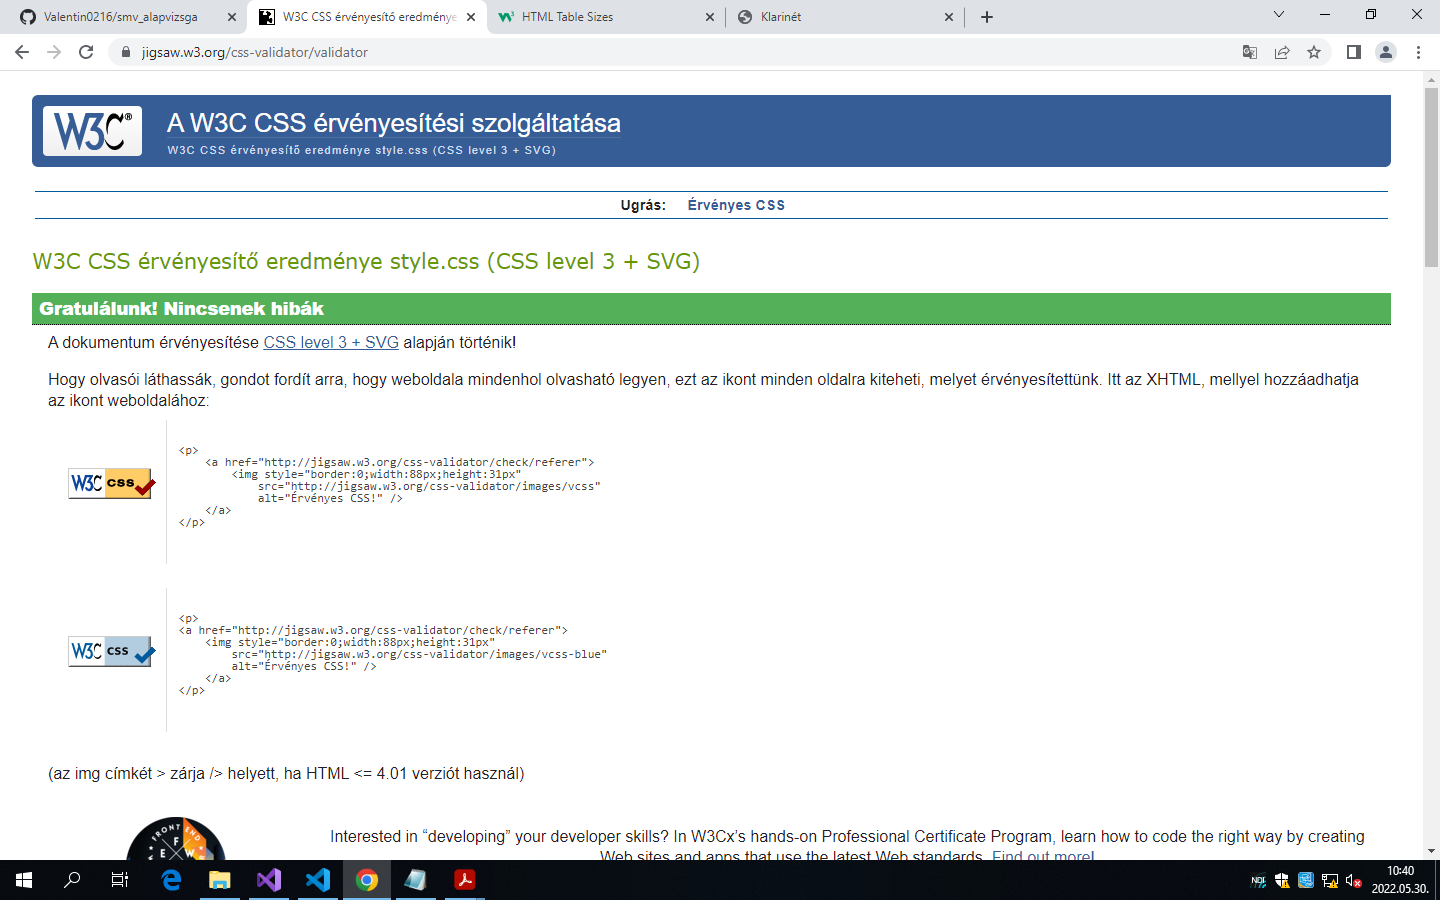 Valentin0216/smv_alapvizsga
W3C CSS érvényesítő eredménye
HTML Table Sizes
Klarinét
jigsaw.w3.org/css-validator/validator
W3C®
A W3C CSS érvényesítési szolgáltatása
W3C CSS érvényesítő eredménye style.css (CSS level 3 + SVG)
Ugrás: Érvényes CSS
W3C CSS érvényesítő eredménye style.css (CSS level 3 + SVG)
Gratulálunk! Nincsenek hibák
A dokumentum érvényesítése CSS level 3 + SVG alapján történik!
Hogy olvasói láthassák, gondot fordít arra, hogy weboldala mindenhol olvasható legyen, ezt az ikont minden oldalra kiteheti, melyet érvényesítettünk. Itt az XHTML, mellyel hozzáadhatja
az ikont weboldalához:
W3C css
<p>
<a href="http://jigsaw.w3.org/css-validator/check/referer">
<img style="border:0;width:88px;height:31px"
src="http://jigsaw.w3.org/css-validator/images/vcss"
alt="Érvényes CSS!" />
</a>
</p>
W3C css
<p>
<a href="http://jigsaw.w3.org/css-validator/check/referer">
<img style="border:0;width:88px;height:31px"
src="http://jigsaw.w3.org/css-validator/images/vcss-blue"
alt="Érvényes CSS!" />
</a>
</p>
(az img címkét > zárja /> helyett, ha HTML <= 4.01 verziót használ)
FRONT END
F
E W
Interested in “developing” your developer skills? In W3Cx’s hands-on Professional Certificate Program, learn how to code the right way by creating
Web sites and apps that use the latest Web standards. Find out more!
10:40
2022.05.30.